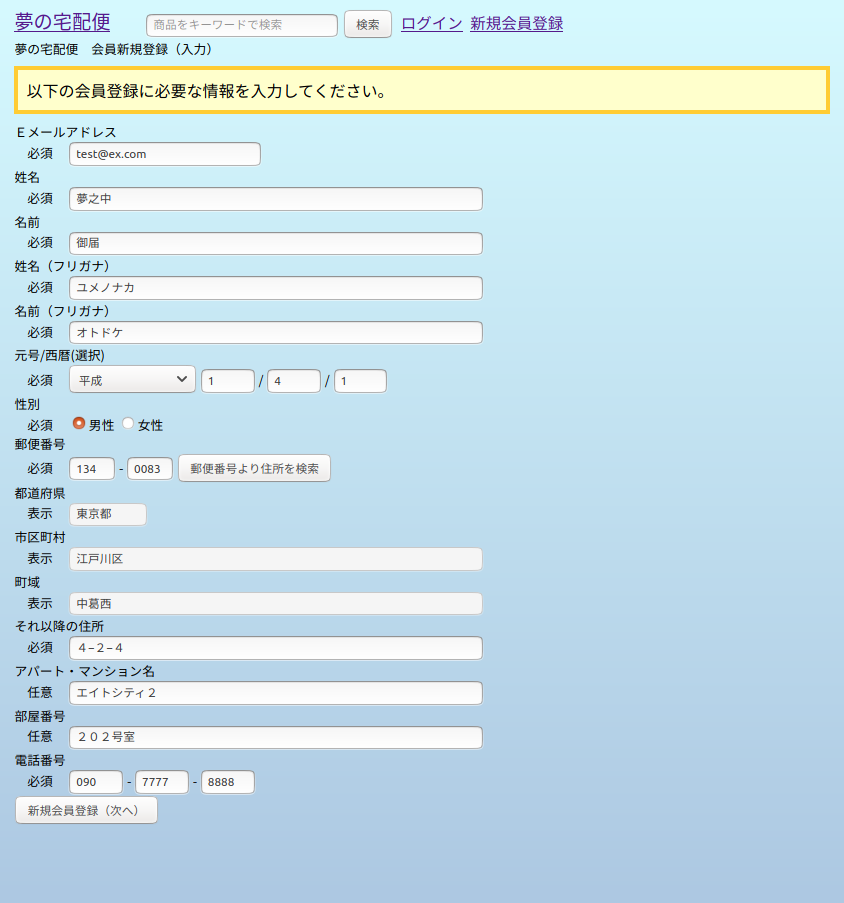 夢の宅配便 商品をキーワードで検索 検索 ログイン 新規会員登録
夢の宅配便　会員新規登録（入力）
以下の会員登録に必要な情報を入力してください。
Ｅメールアドレス
必須 test@ex.com
姓名
必須 夢之中
名前
必須 御届
姓名（フリガナ）
必須 ユメノナカ
名前（フリガナ）
必須 オトドケ
元号/西暦(選択)
必須 平成 1 / 4 / 1
性別
必須 男性 女性
郵便番号
必須 134 - 0083 郵便番号より住所を検索
都道府県
表示 東京都
市区町村
表示 江戸川区
町域
表示 中葛西
それ以降の住所
必須 ４−２−４
アパート・マンション名
任意 エイトシティ２
部屋番号
任意 ２０２号室
電話番号
必須 090 - 7777 - 8888
新規会員登録（次へ）